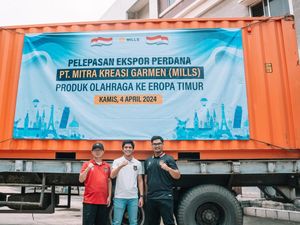 MILLS
PELEPASAN EKSPOR PERDANA
PT. MITRA KREASI GARMEN (MILLS)
PRODUK OLAHRAGA KE EROPA TIMUR
KAMIS, 4 APRIL 2024